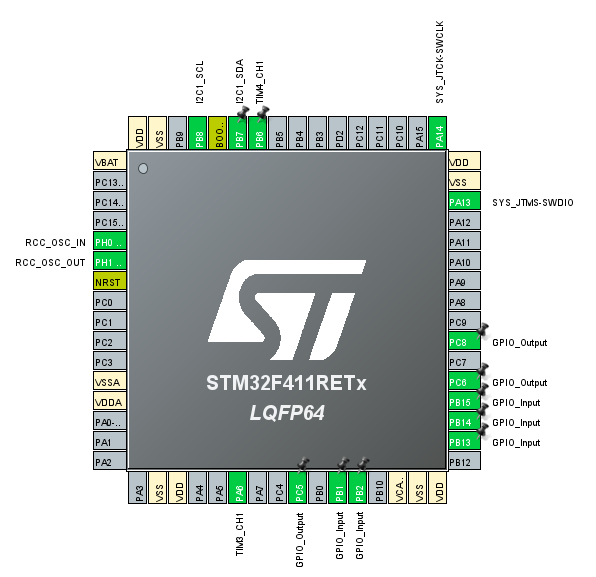 I2C1_SCL
I2C1_SDA
TIM4_CH1
SYS_JTCK-SWCLK
VDD
VSS
PB9
PB8
BOO..
PB7
PB6
PB5
PB4
PB3
PD2
PC12
PC11
PC10
PA15
PA14
VBAT
PC13..
PC14..
PC15..
RCC_OSC_IN PH0 ..
RCC_OSC_OUT PH1 ..
NRST
PC0
PC1
PC2
PC3
VSSA
VDDA
PA0-..
PA1
PA2
VDD
VSS
PA13 SYS_JTMS-SWDIO
PA12
PA11
PA10
PA9
PA8
PC9
PC8 GPIO_Output
PC7
PC6 GPIO_Output
PB15 GPIO_Input
PB14 GPIO_Input
PB13 GPIO_Input
PB12
STM32F411RETx
LQFP64
PA3
VSS
VDD
PA4
PA5
PA6
PA7
PC4
PC5
PB0
PB1
PB2
PB10
VCA..
VSS
VDD
TIM3_CH1
GPIO_Output
GPIO_Input
GPIO_Input